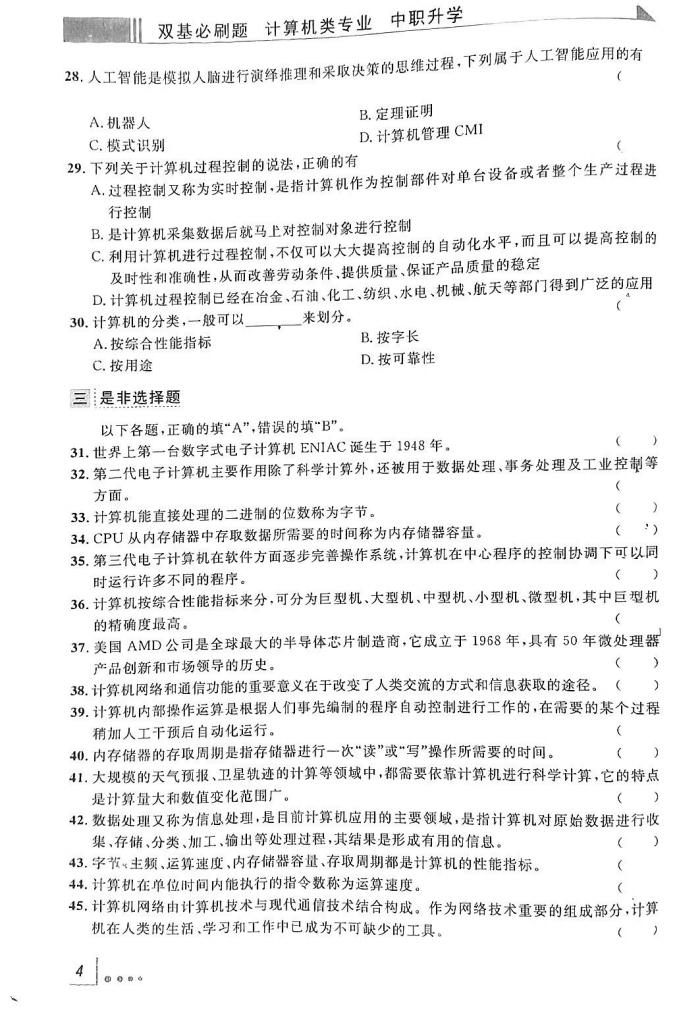 双基必刷题 计算机类专业 中职升学
28. 人工智能是模拟人脑进行演绎推理和采取决策的思维过程,下列属于人工智能应用的有
(
A. 机器人
B. 定理证明
C. 模式识别
D. 计算机管理 CMI
29. 下列关于计算机过程控制的说法,正确的有 (
A. 过程控制又称为实时控制,是指计算机作为控制部件对单台设备或者整个生产过程进
行控制
B. 是计算机采集数据后就马上对控制对象进行控制
C. 利用计算机进行过程控制,不仅可以大大提高控制的自动化水平,而且可以提高控制的
及时性和准确性,从而改善劳动条件、提供质量、保证产品质量的稳定
D. 计算机过程控制已经在冶金、石油、化工、纺织、水电、机械、航天等部门得到广泛的应用
30. 计算机的分类,一般可以______来划分。 (
A. 按综合性能指标
B. 按字长
C. 按用途
D. 按可靠性
三 是非选择题
以下各题,正确的填“A”,错误的填“B”。
31. 世界上第一台数字式电子计算机 ENIAC 诞生于 1948 年。 ( )
32. 第二代电子计算机主要作用除了科学计算外,还被用于数据处理、事务处理及工业控制等
方面。 (
33. 计算机能直接处理的二进制的位数称为字节。 ( )
34. CPU 从内存储器中存取数据所需要的时间称为内存储器容量。 ( )
35. 第三代电子计算机在软件方面逐步完善操作系统,计算机在中心程序的控制协调下可以同
时运行许多不同的程序。 ( )
36. 计算机按综合性能指标来分,可分为巨型机、大型机、中型机、小型机、微型机,其中巨型机
的精确度最高。 (
37. 美国 AMD 公司是全球最大的半导体芯片制造商,它成立于 1968 年,具有 50 年微处理器
产品创新和市场领导的历史。 ( )
38. 计算机网络和通信功能的重要意义在于改变了人类交流的方式和信息获取的途径。 ( )
39. 计算机内部操作运算是根据人们事先编制的程序自动控制进行工作的,在需要的某个过程
稍加人工干预后自动化运行。 (
40. 内存储器的存取周期是指存储器进行一次“读”或“写”操作所需要的时间。 ( )
41. 大规模的天气预报、卫星轨迹的计算等领域中,都需要依靠计算机进行科学计算,它的特点
是计算量大和数值变化范围广。 ( )
42. 数据处理又称为信息处理,是目前计算机应用的主要领域,是指计算机对原始数据进行收
集、存储、分类、加工、输出等处理过程,其结果是形成有用的信息。 ( )
43. 字节、主频、运算速度、内存储器容量、存取周期都是计算机的性能指标。 (
44. 计算机在单位时间内能执行的指令数称为运算速度。 (
45. 计算机网络由计算机技术与现代通信技术结合构成。作为网络技术重要的组成部分,计算
机在人类的生活、学习和工作中已成为不可缺少的工具。 ( )
4